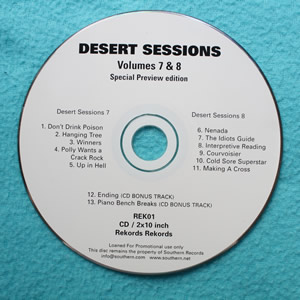 DESERT SESSIONS
Volumes 7 & 8
Special Preview edition
Desert Sessions 7
1. Don't Drink Poison
2. Hanging Tree
3. Winners
4. Polly Wants a
Crack Rock
5. Up in Hell
Desert Sessions 8
6. Nenada
7. The Idiots Guide
8. Interpretive Reading
9. Courvoisier
10. Cold Sore Superstar
11. Making A Cross
12. Ending (CD BONUS TRACK)
13. Piano Bench Breaks (CD BONUS TRACK)
REK01
CD / 2x10 inch
Rekords Rekords
Loaned For Promotional use only
This disc remains the property of Southern Records
info@southern.com www.southern.net